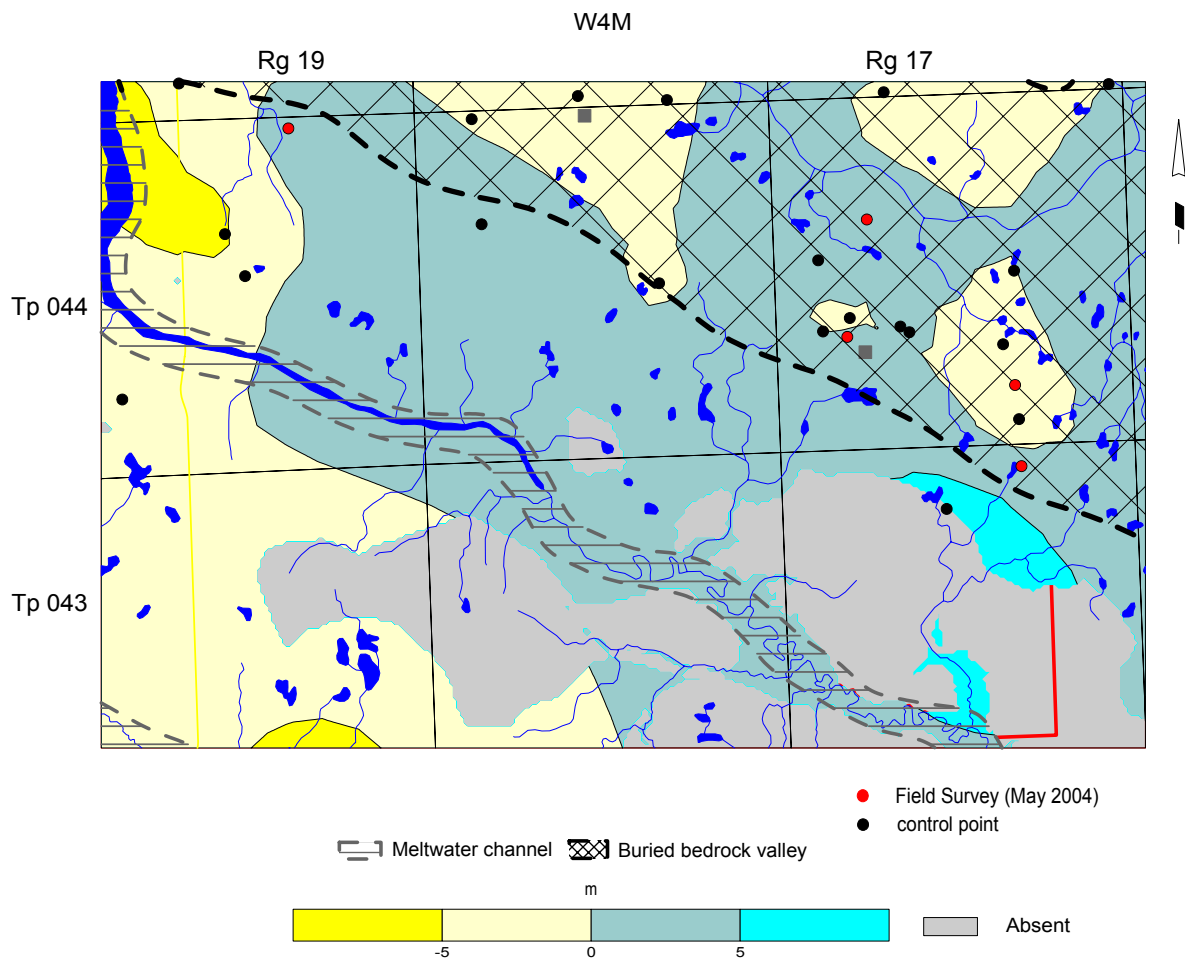 W4M
Rg 19
Rg 17
Tp 044
Tp 043
Field Survey (May 2004)
control point
Meltwater channel
Buried bedrock valley
m
-5
0
5
Absent